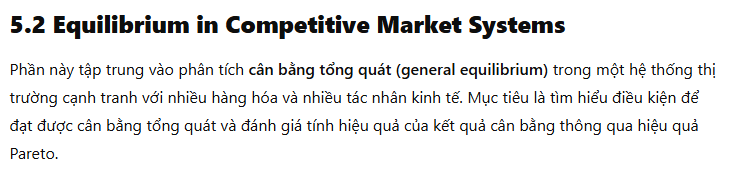 5.2 Equilibrium in Competitive Market Systems
Phần này tập trung vào phân tích cân bằng tổng quát (general equilibrium) trong một hệ thống thị
trường cạnh tranh với nhiều hàng hóa và nhiều tác nhân kinh tế. Mục tiêu là tìm hiểu điều kiện để
đạt được cân bằng tổng quát và đánh giá tính hiệu quả của kết quả cân bằng thông qua hiệu quả
Pareto.